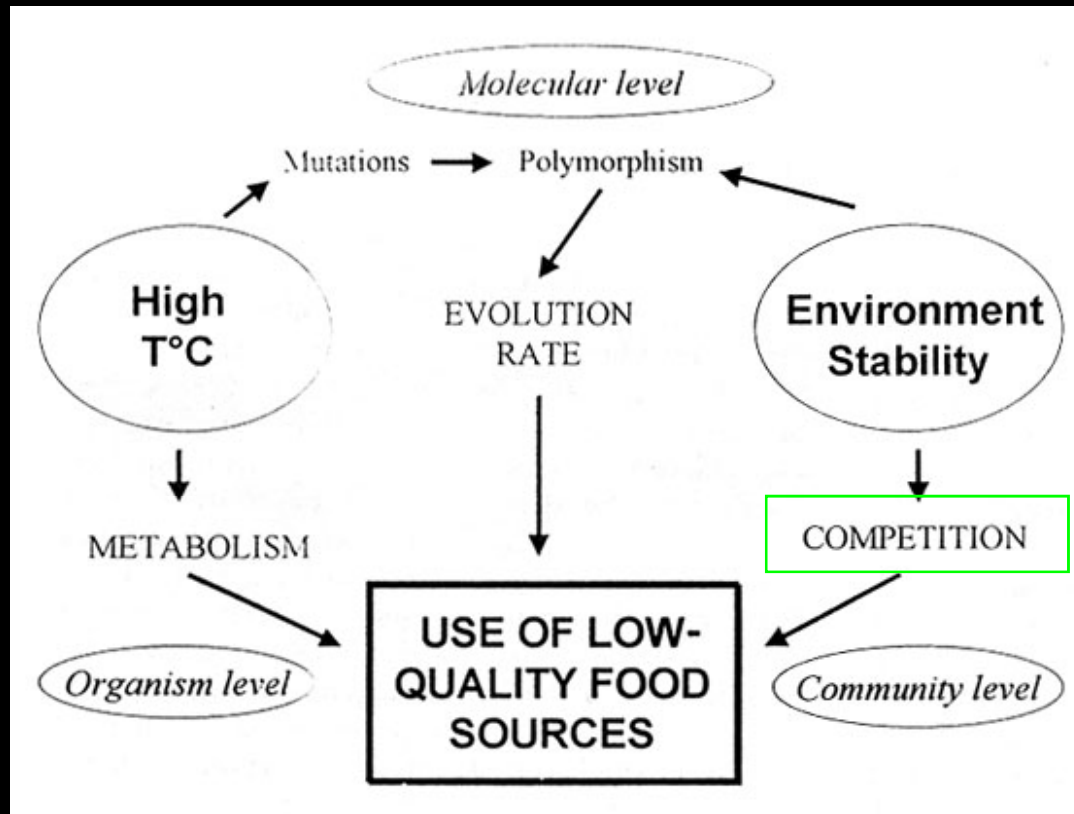 Molecular level
Mutations
Polymorphism
High
T°C
EVOLUTION
RATE
Environment
Stability
METABOLISM
COMPETITION
USE OF LOW-
QUALITY FOOD
SOURCES
Organism level
Community level